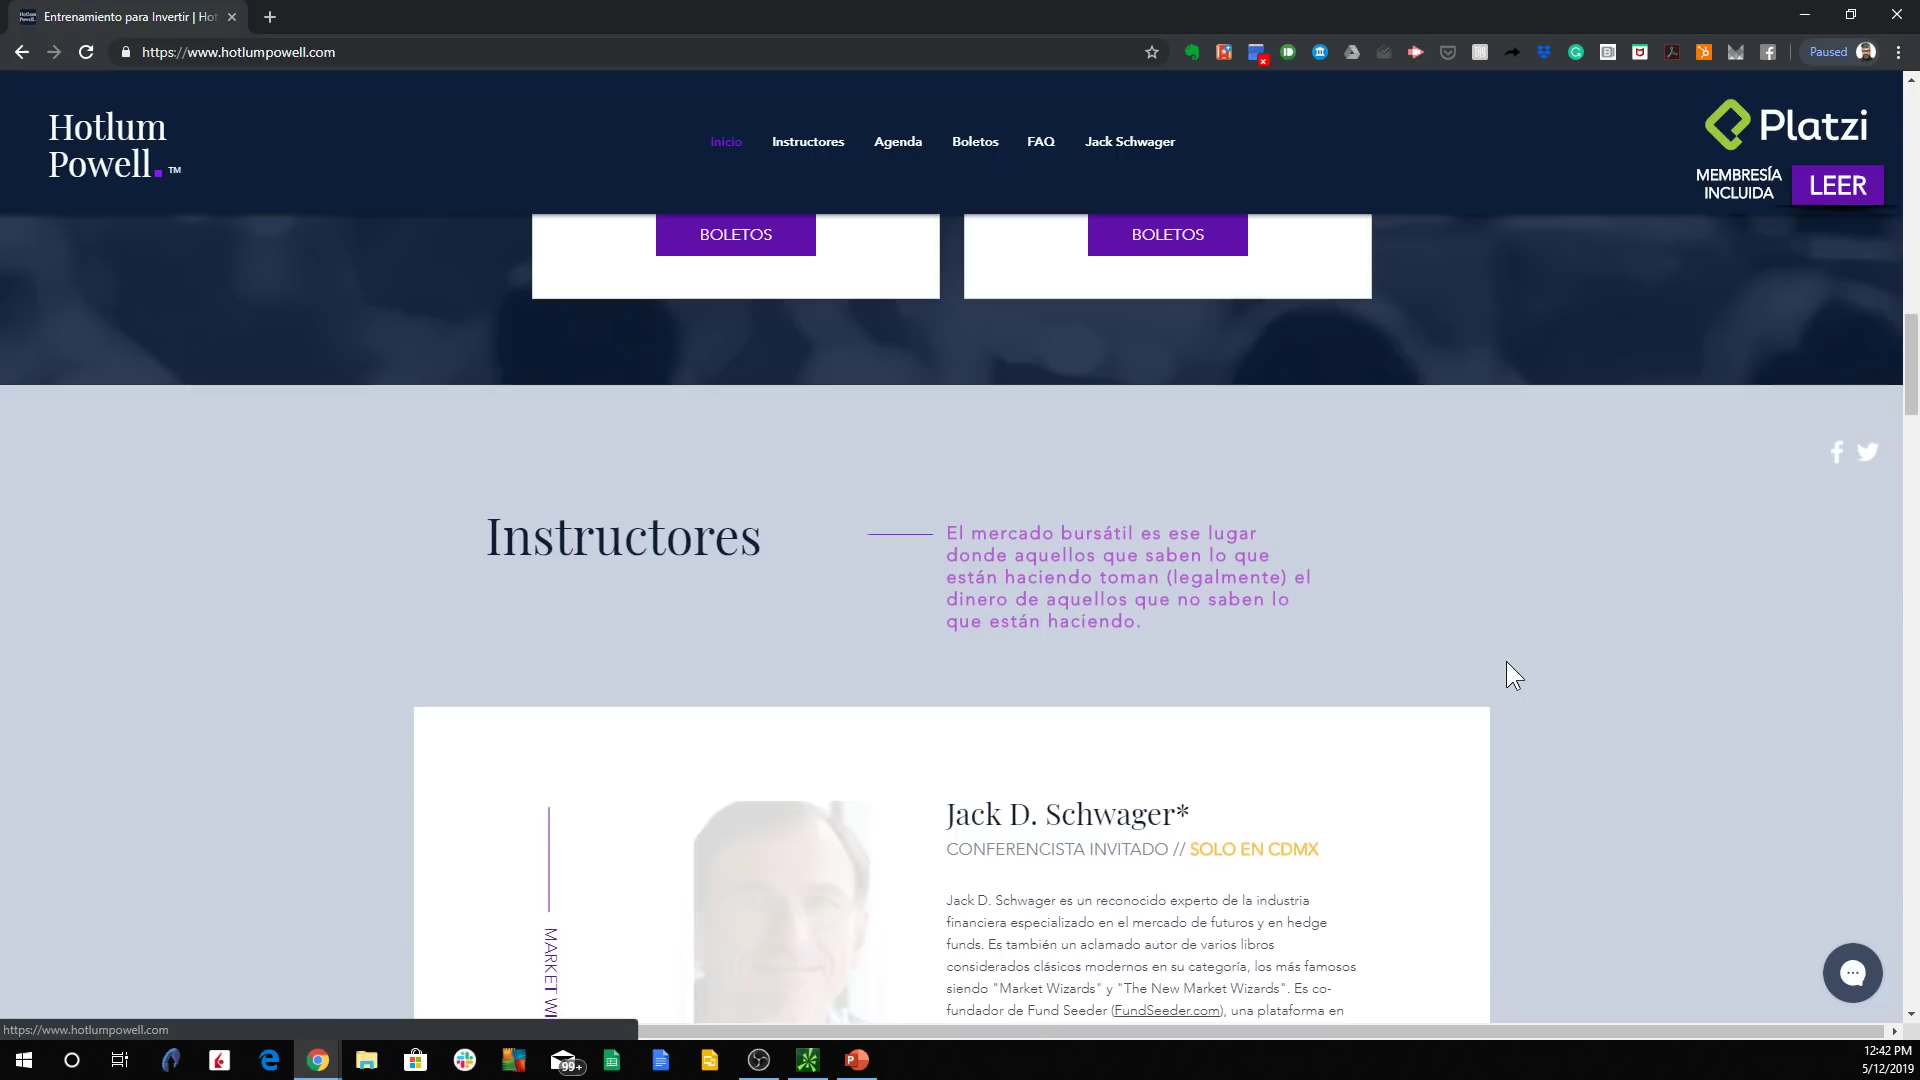 Entrenamiento para Invertir | Hot
https://www.hotlumpowell.com
Paused
Hotlum
Powell. ™
Inicio
Instructores
Agenda
Boletos
FAQ
Jack Schwager
Platzi
MEMBRESÍA
INCLUIDA
LEER
BOLETOS
BOLETOS
Instructores
El mercado bursátil es ese lugar
donde aquellos que saben lo que
están haciendo toman (legalmente) el
dinero de aquellos que no saben lo
que están haciendo.
MARKET WI
Jack D. Schwager*
CONFERENCISTA INVITADO // SOLO EN CDMX
Jack D. Schwager es un reconocido experto de la industria
financiera especializado en el mercado de futuros y en hedge
funds. Es también un aclamado autor de varios libros
considerados clásicos modernos en su categoría, los más famosos
siendo "Market Wizards" y "The New Market Wizards". Es co-
fundador de Fund Seeder (FundSeeder.com), una plataforma en
https://www.hotlumpowell.com
99+
12:42 PM
5/12/2019